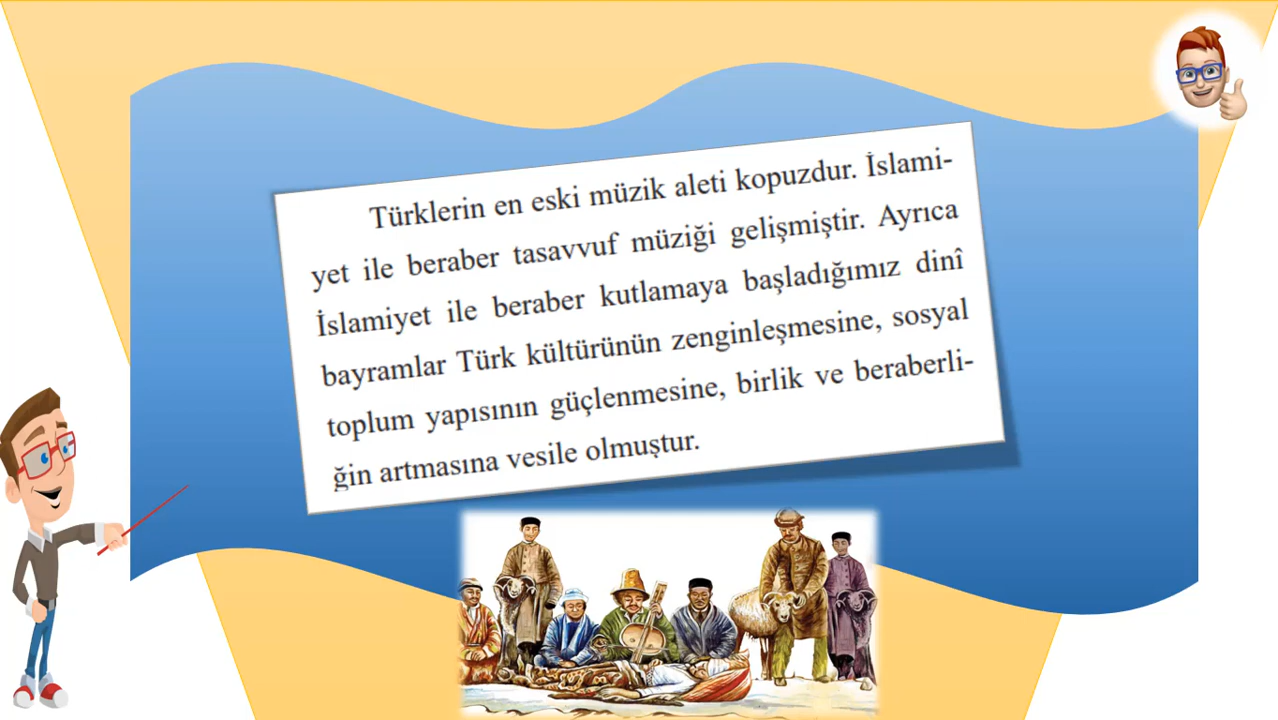 Türklerin en eski müzik aleti kopuzdur. İslami-
yet ile beraber tasavvuf müziği gelişmiştir. Ayrıca
İslamiyet ile beraber kutlamaya başladığımız dinî
bayramlar Türk kültürünün zenginleşmesine, sosyal
toplum yapısının güçlenmesine, birlik ve beraberli-
ğin artmasına vesile olmuştur.